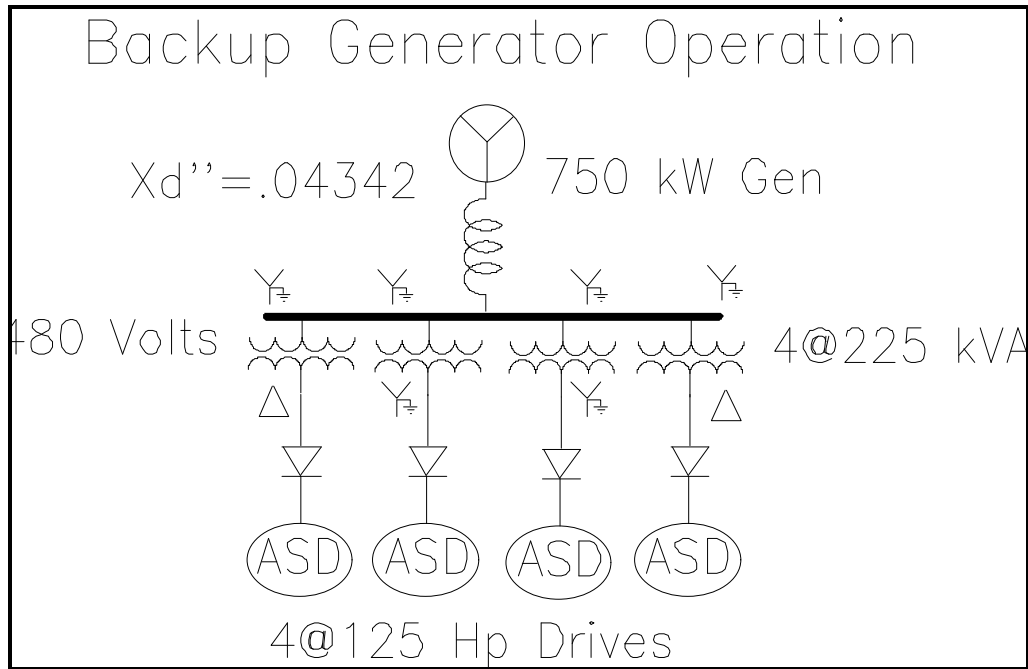 Backup Generator Operation
Xd''=.04342
750 kW Gen
480 Volts
4@225 kVA
ASD
ASD
ASD
ASD
4@125 Hp Drives